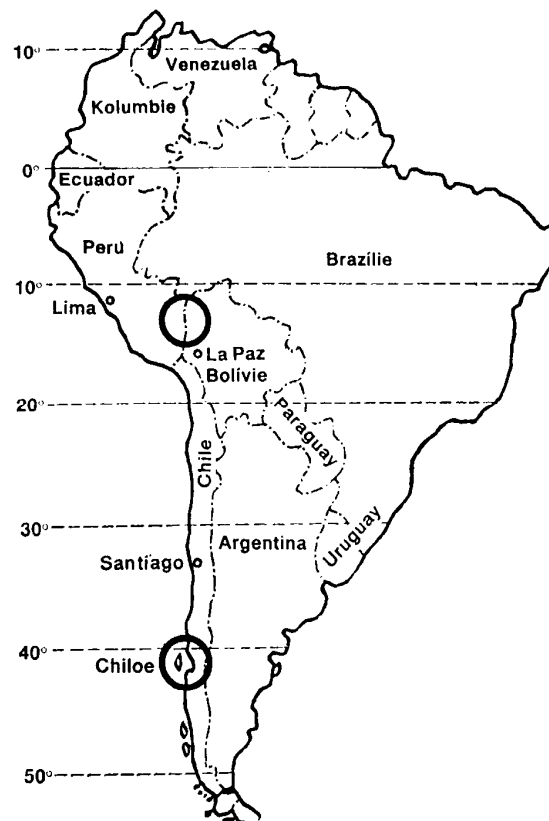 10°
Venezuela
Kolumbie
0°
Ecuador
Perú
Brazílie
10°
Lima
La Paz
Bolívie
20°
Paraguay
Chile
30°
Argentina
Uruguay
Santiago
40°
Chiloe
50°